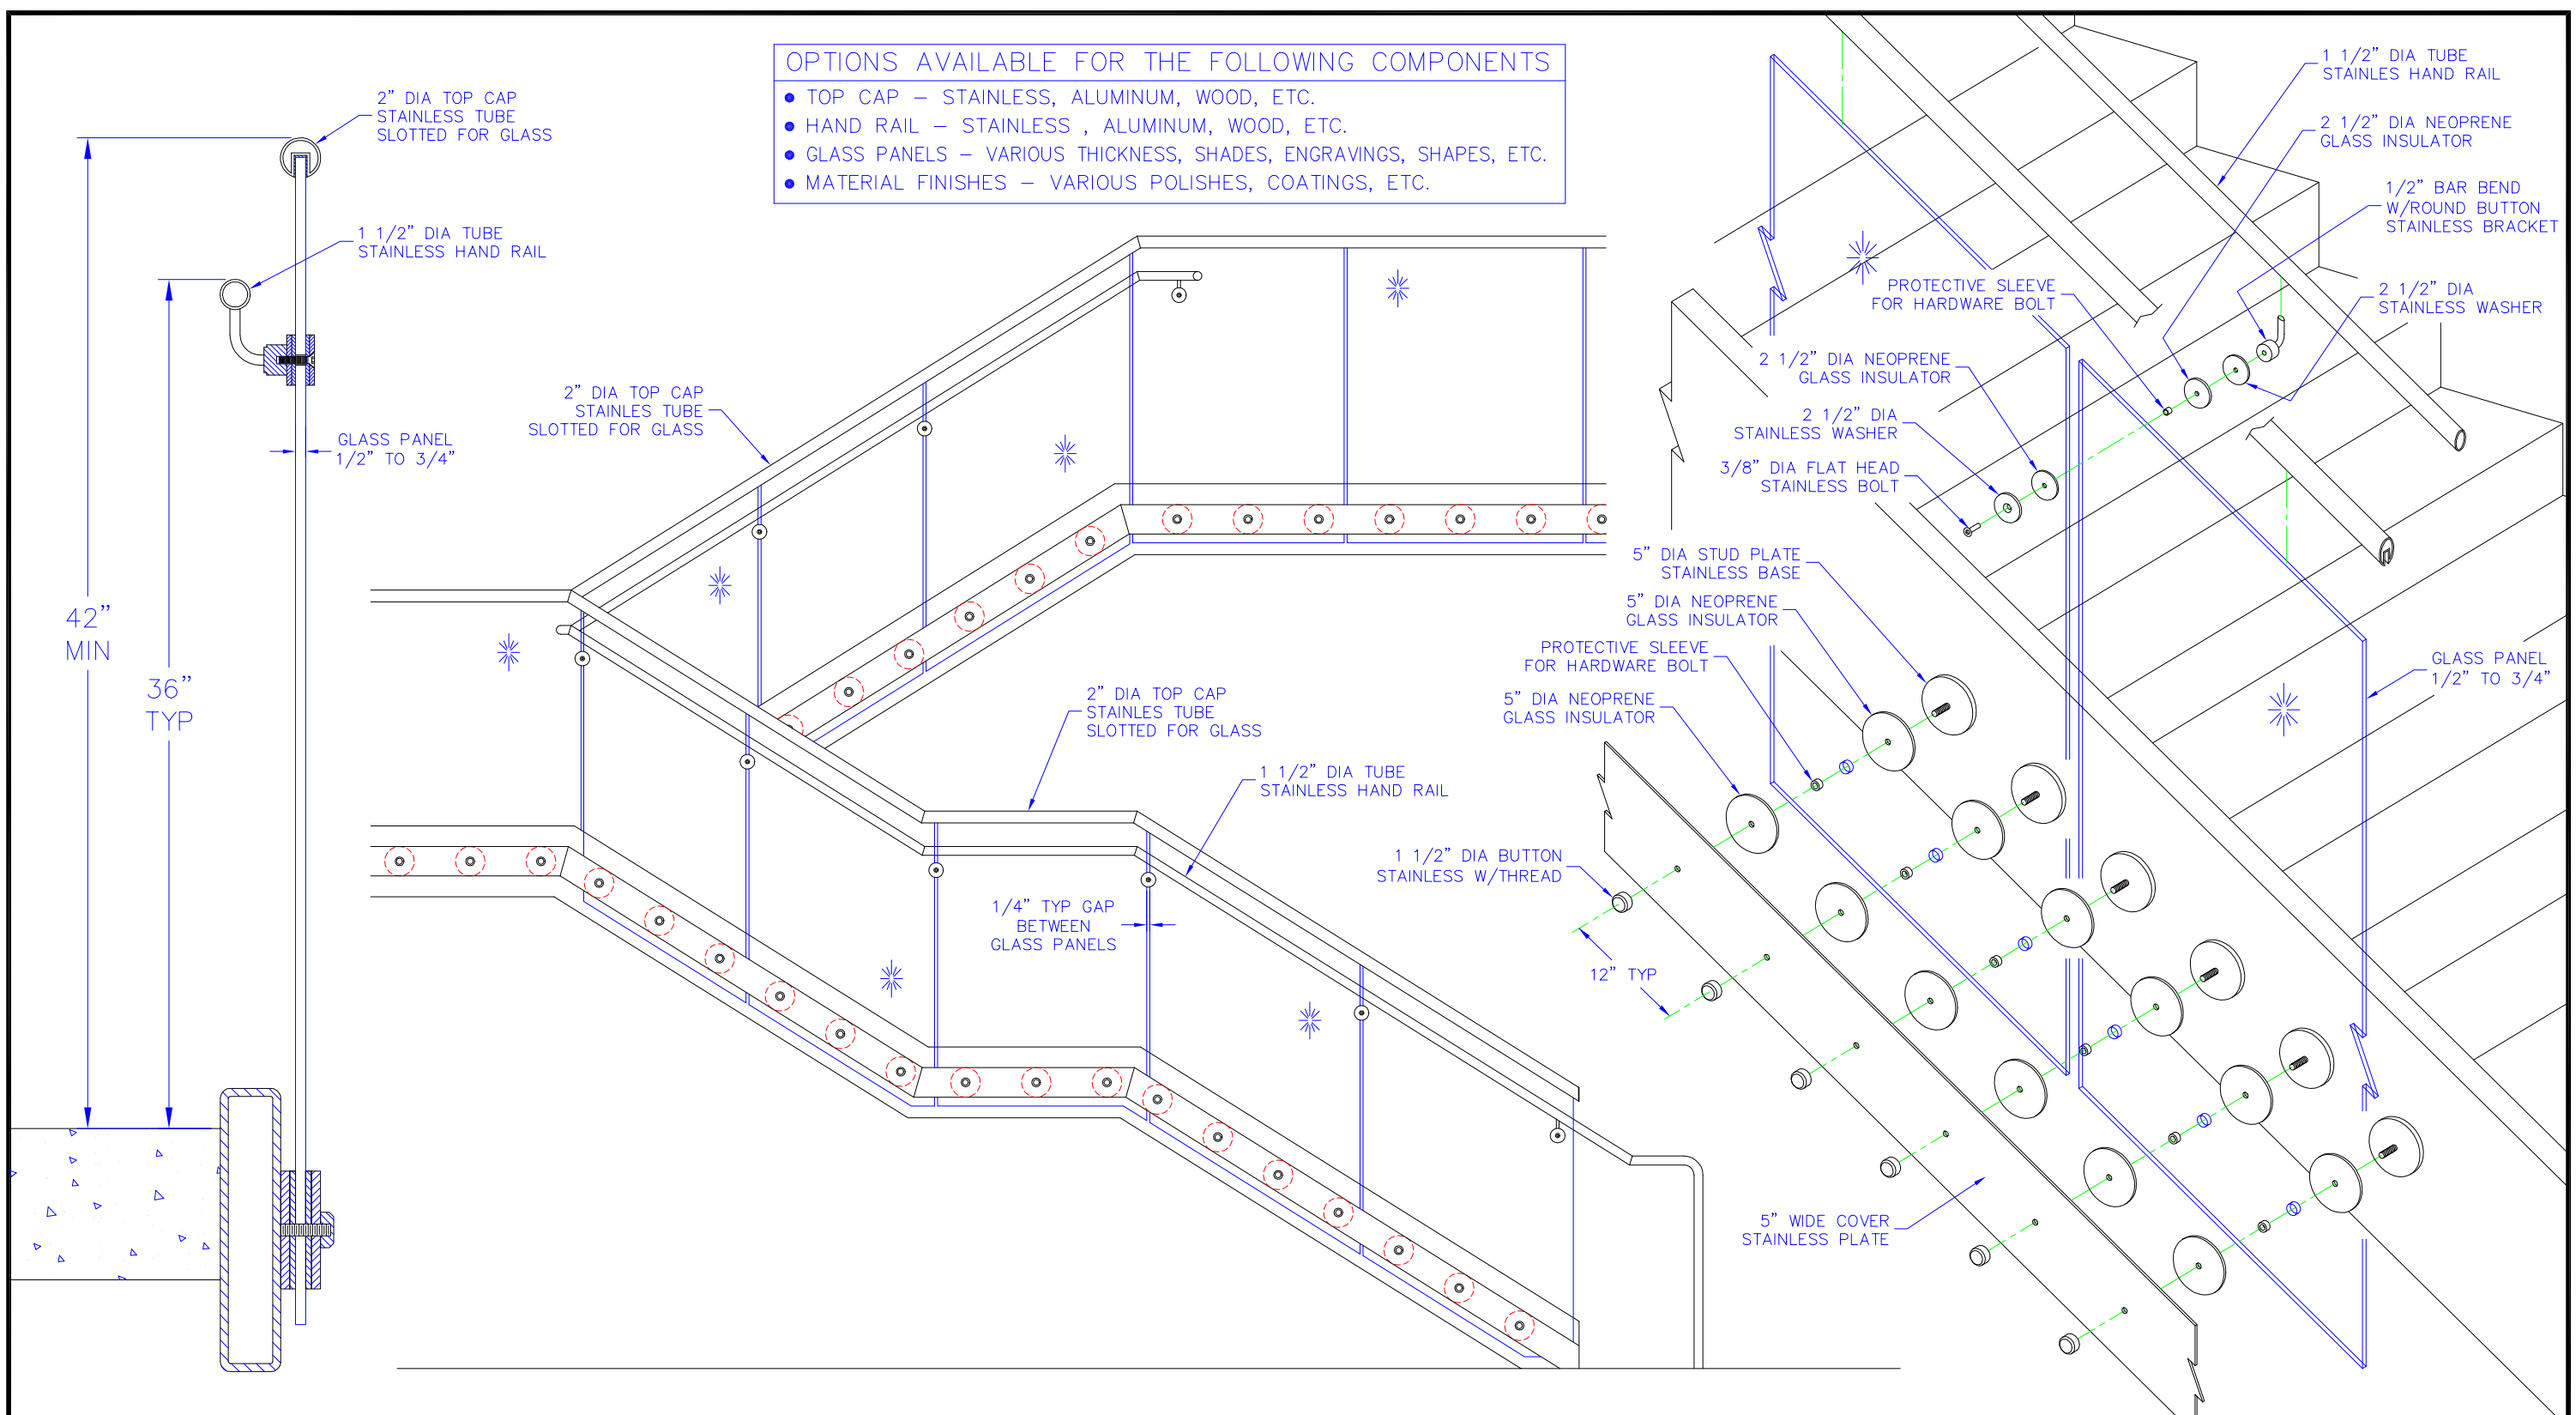 OPTIONS AVAILABLE FOR THE FOLLOWING COMPONENTS
• TOP CAP – STAINLESS, ALUMINUM, WOOD, ETC.
• HAND RAIL – STAINLESS , ALUMINUM, WOOD, ETC.
• GLASS PANELS – VARIOUS THICKNESS, SHADES, ENGRAVINGS, SHAPES, ETC.
• MATERIAL FINISHES – VARIOUS POLISHES, COATINGS, ETC.
2" DIA TOP CAP
STAINLESS TUBE
SLOTTED FOR GLASS
1 1/2" DIA TUBE
STAINLESS HAND RAIL
GLASS PANEL
1/2" TO 3/4"
42"
MIN
36"
TYP
2" DIA TOP CAP
STAINLES TUBE
SLOTTED FOR GLASS
2" DIA TOP CAP
STAINLES TUBE
SLOTTED FOR GLASS
1 1/2" DIA TUBE
STAINLESS HAND RAIL
1/4" TYP GAP
BETWEEN
GLASS PANELS
1 1/2" DIA TUBE
STAINLES HAND RAIL
2 1/2" DIA NEOPRENE
GLASS INSULATOR
1/2" BAR BEND
W/ROUND BUTTON
STAINLESS BRACKET
PROTECTIVE SLEEVE
FOR HARDWARE BOLT
2 1/2" DIA
STAINLESS WASHER
2 1/2" DIA NEOPRENE
GLASS INSULATOR
2 1/2" DIA
STAINLESS WASHER
3/8" DIA FLAT HEAD
STAINLESS BOLT
5" DIA STUD PLATE
STAINLESS BASE
5" DIA NEOPRENE
GLASS INSULATOR
PROTECTIVE SLEEVE
FOR HARDWARE BOLT
5" DIA NEOPRENE
GLASS INSULATOR
GLASS PANEL
1/2" TO 3/4"
1 1/2" DIA BUTTON
STAINLESS W/THREAD
12" TYP
5" WIDE COVER
STAINLESS PLATE